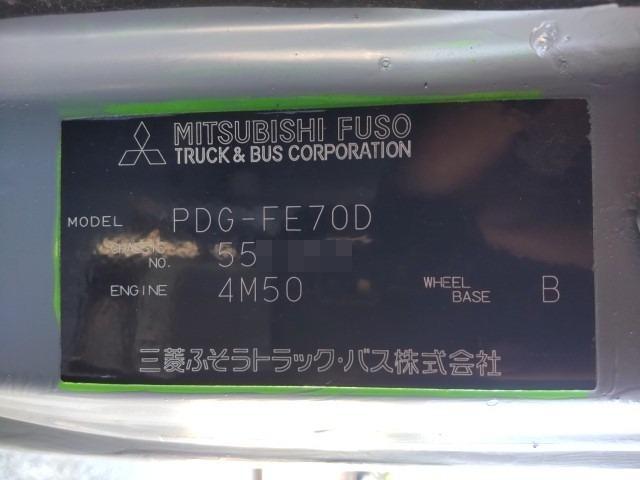 MITSUBISHI FUSO
TRUCK & BUS CORPORATION
MODEL PDG-FE70D
CHASSIS NO. 55
ENGINE 4M50 WHEEL BASE B
三菱ふそうトラック・バス株式会社